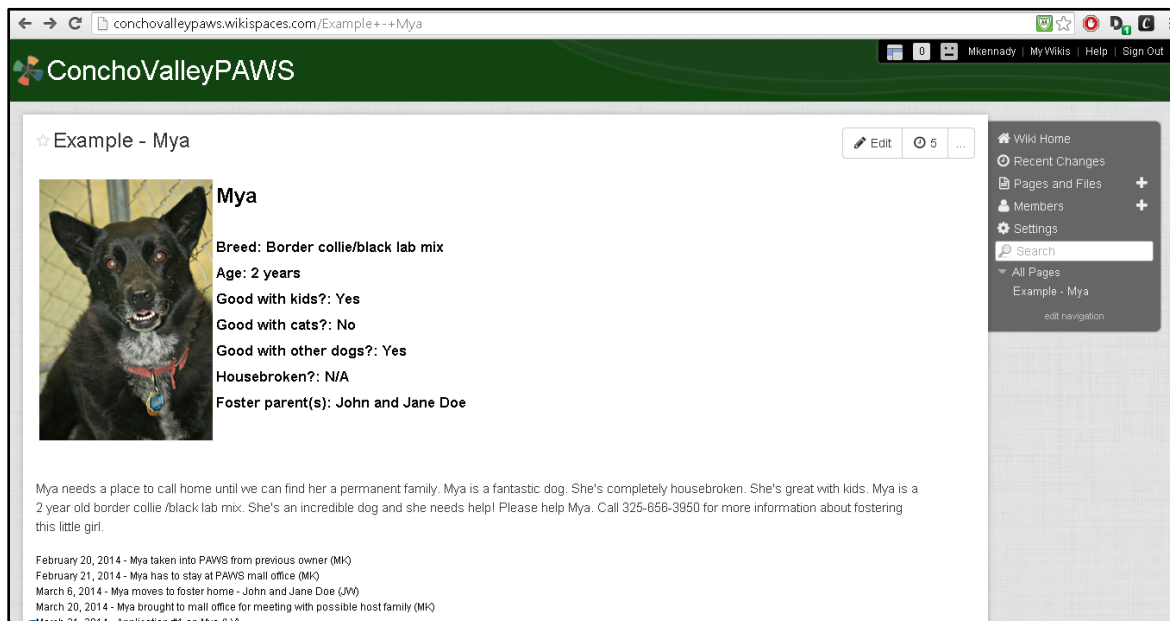 conchovalleypaws.wikispaces.com/Example+-+Mya
ConchoValleyPAWS
0
Mkennady | My Wikis | Help | Sign Out
Example - Mya
Edit
5
...
Wiki Home
Recent Changes
Pages and Files
Members
Settings
Search
All Pages
Example - Mya
edit navigation
Mya
Breed: Border collie/black lab mix
Age: 2 years
Good with kids?: Yes
Good with cats?: No
Good with other dogs?: Yes
Housebroken?: N/A
Foster parent(s): John and Jane Doe
Mya needs a place to call home until we can find her a permanent family. Mya is a fantastic dog. She's completely housebroken. She's great with kids. Mya is a
2 year old border collie /black lab mix. She's an incredible dog and she needs help! Please help Mya. Call 325-656-3950 for more information about fostering
this little girl.
February 20, 2014 - Mya taken into PAWS from previous owner (MK)
February 21, 2014 - Mya has to stay at PAWS mall office (MK)
March 6, 2014 - Mya moves to foster home - John and Jane Doe (JW)
March 20, 2014 - Mya brought to mall office for meeting with possible host family (MK)